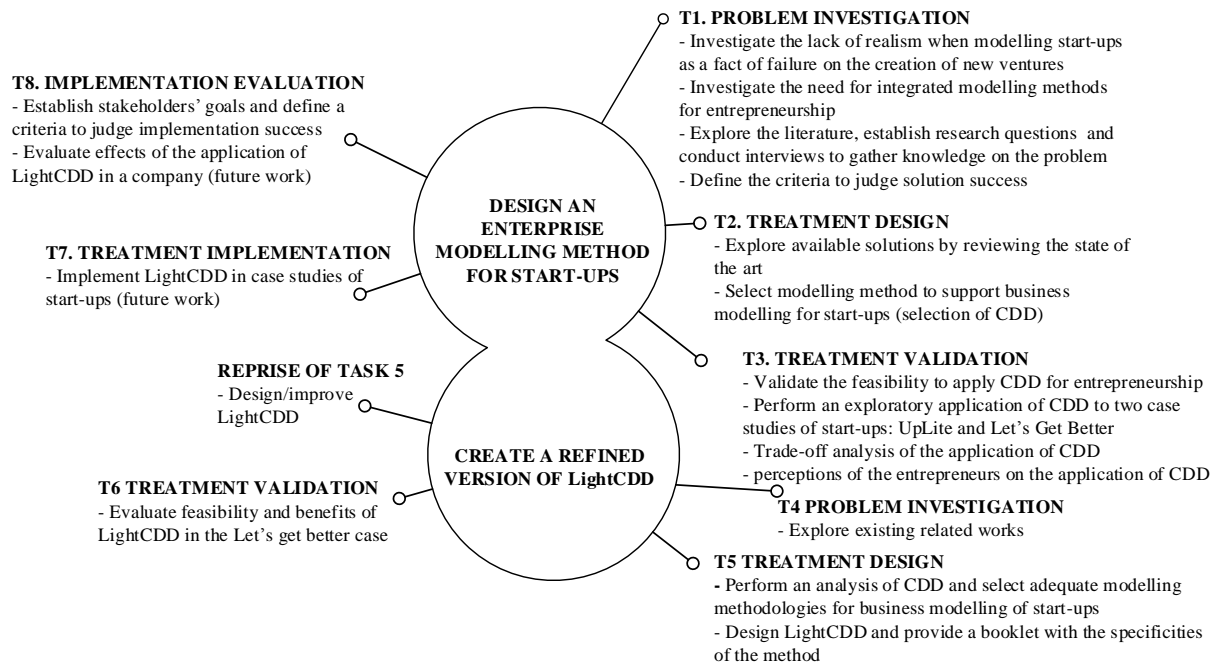 T1. PROBLEM INVESTIGATION
- Investigate the lack of realism when modelling start-ups
as a fact of failure on the creation of new ventures
- Investigate the need for integrated modelling methods
for entrepreneurship
- Explore the literature, establish research questions and
conduct interviews to gather knowledge on the problem
- Define the criteria to judge solution success
T2. TREATMENT DESIGN
- Explore available solutions by reviewing the state of
the art
- Select modelling method to support business
modelling for start-ups (selection of CDD)
T3. TREATMENT VALIDATION
- Validate the feasibility to apply CDD for entrepreneurship
- Perform an exploratory application of CDD to two case
studies of start-ups: UpLite and Let's Get Better
- Trade-off analysis of the application of CDD
- perceptions of the entrepreneurs on the application of CDD
T4 PROBLEM INVESTIGATION
- Explore existing related works
T5 TREATMENT DESIGN
- Perform an analysis of CDD and select adequate modelling
methodologies for business modelling of start-ups
- Design LightCDD and provide a booklet with the specificities
of the method
T6 TREATMENT VALIDATION
- Evaluate feasibility and benefits of
LightCDD in the Let's get better case
REPRISE OF TASK 5
- Design/improve
LightCDD
T7. TREATMENT IMPLEMENTATION
- Implement LightCDD in case studies of
start-ups (future work)
T8. IMPLEMENTATION EVALUATION
- Establish stakeholders' goals and define a
criteria to judge implementation success
- Evaluate effects of the application of
LightCDD in a company (future work)
DESIGN AN
ENTERPRISE
MODELLING METHOD
FOR START-UPS
CREATE A REFINED
VERSION OF LightCDD